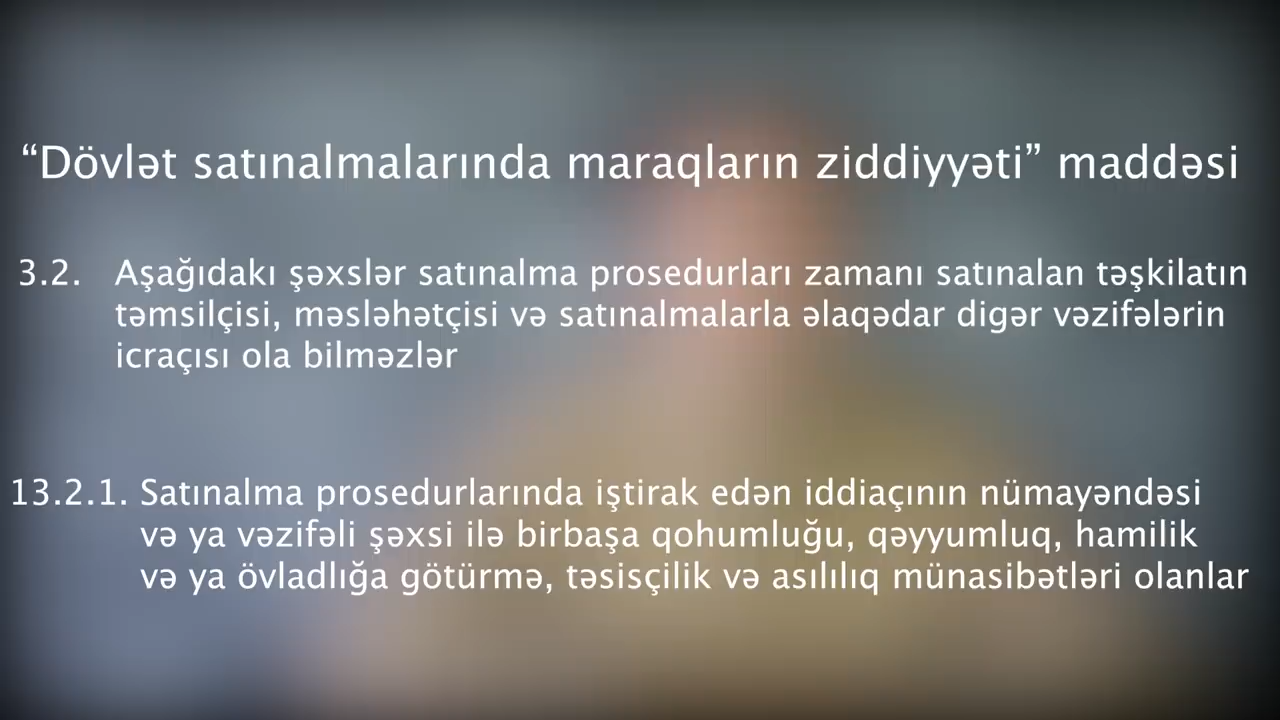 “Dövlət satınalmalarında maraqların ziddiyyəti” maddəsi
3.2. Aşağıdakı şəxslər satınalma prosedurları zamanı satınalan təşkilatın
təmsilçisi, məsləhətçisi və satınalmalarla əlaqədar digər vəzifələrin
icraçısı ola bilməzlər
13.2.1. Satınalma prosedurlarında iştirak edən iddiaçının nümayəndəsi
və ya vəzifəli şəxsi ilə birbaşa qohumluğu, qəyyumluq, hamilik
və ya övladlığa götürmə, təsisçilik və asılılıq münasibətləri olanlar